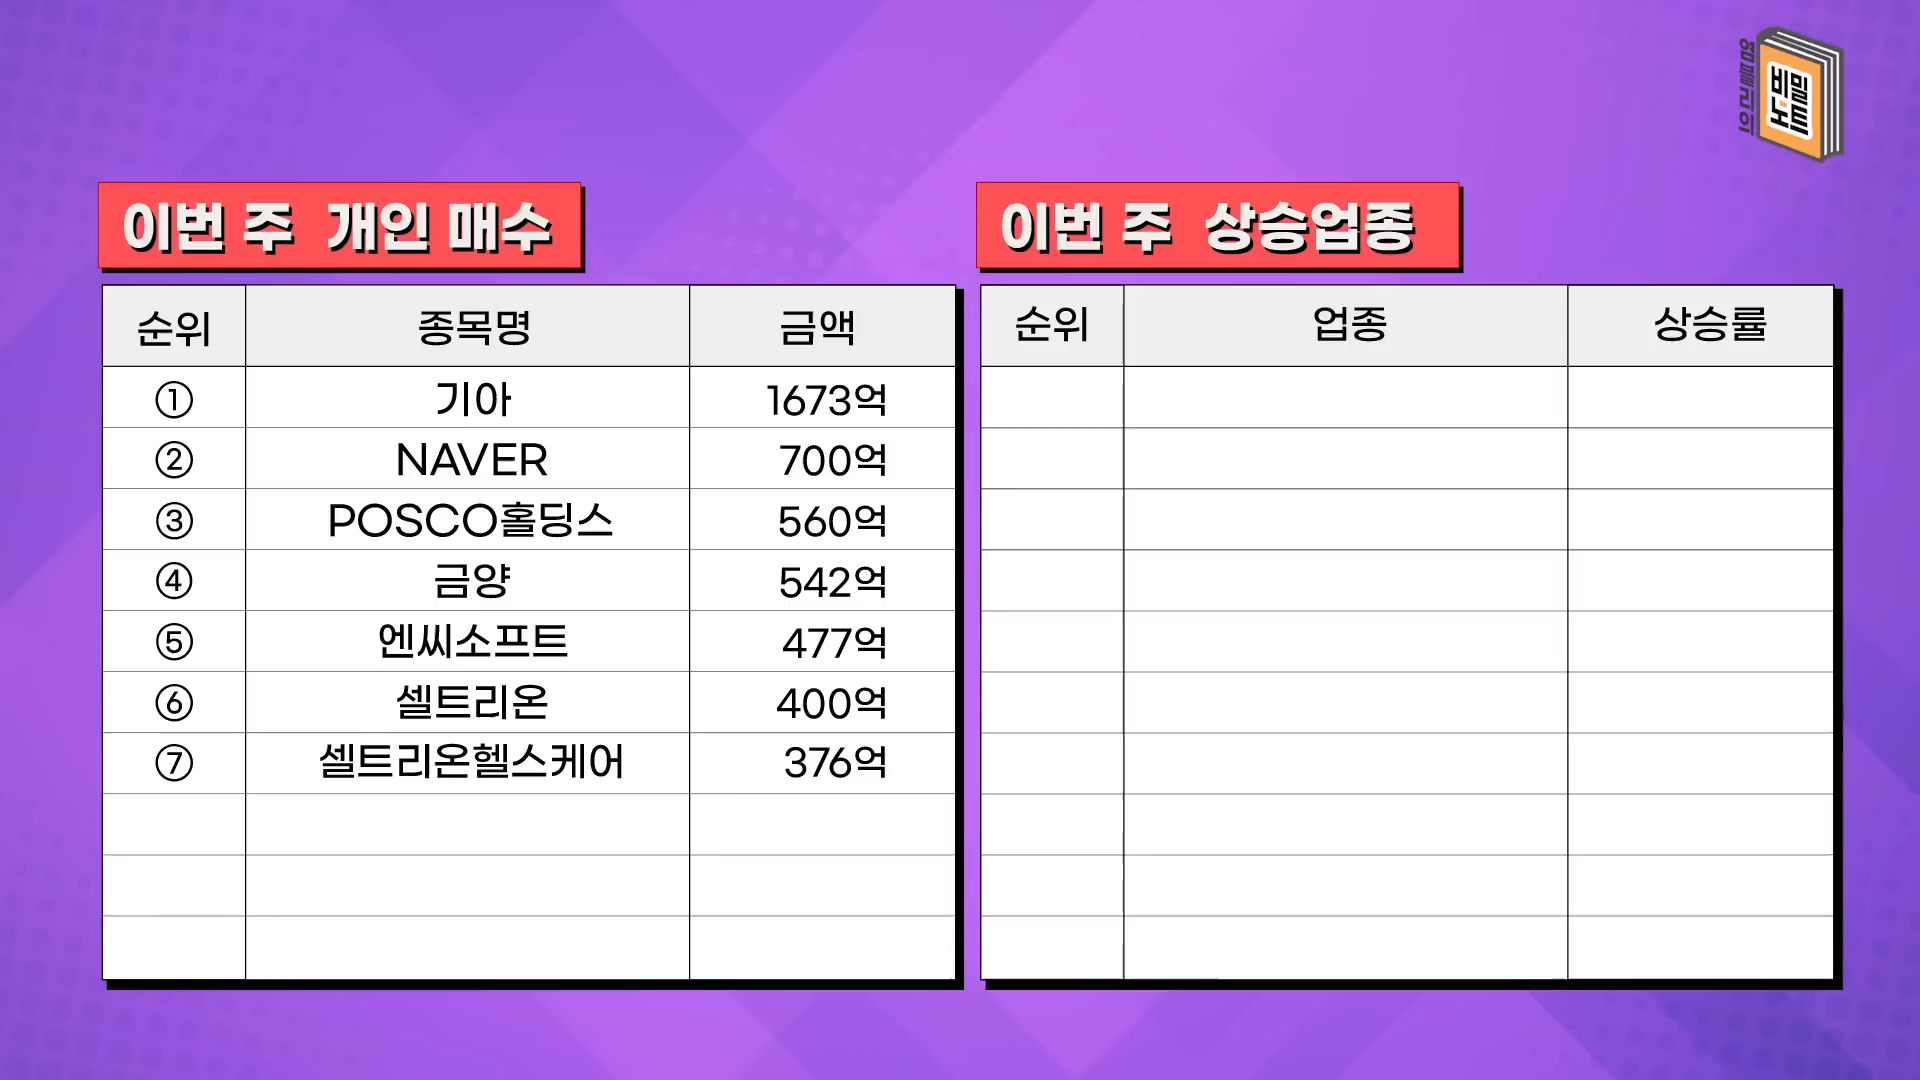 염블리의
비밀
노트
이번 주 개인 매수
순위 종목명 금액
① 기아 1673억
② NAVER 700억
③ POSCO홀딩스 560억
④ 금양 542억
⑤ 엔씨소프트 477억
⑥ 셀트리온 400억
⑦ 셀트리온헬스케어 376억
이번 주 상승업종
순위 업종 상승률